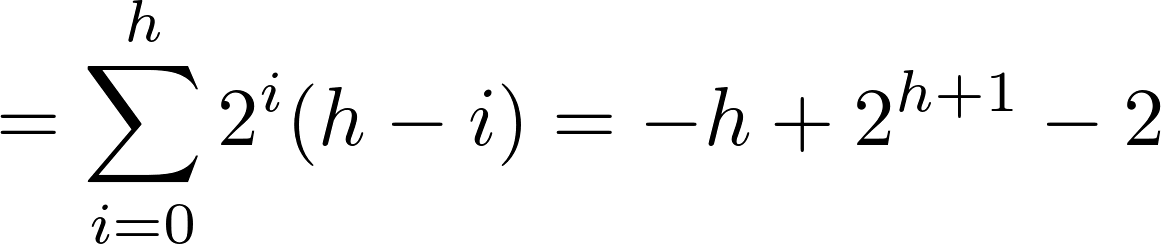 = \sum_{i=0}^{h} 2^i (h - i) = -h + 2^{h+1} - 2